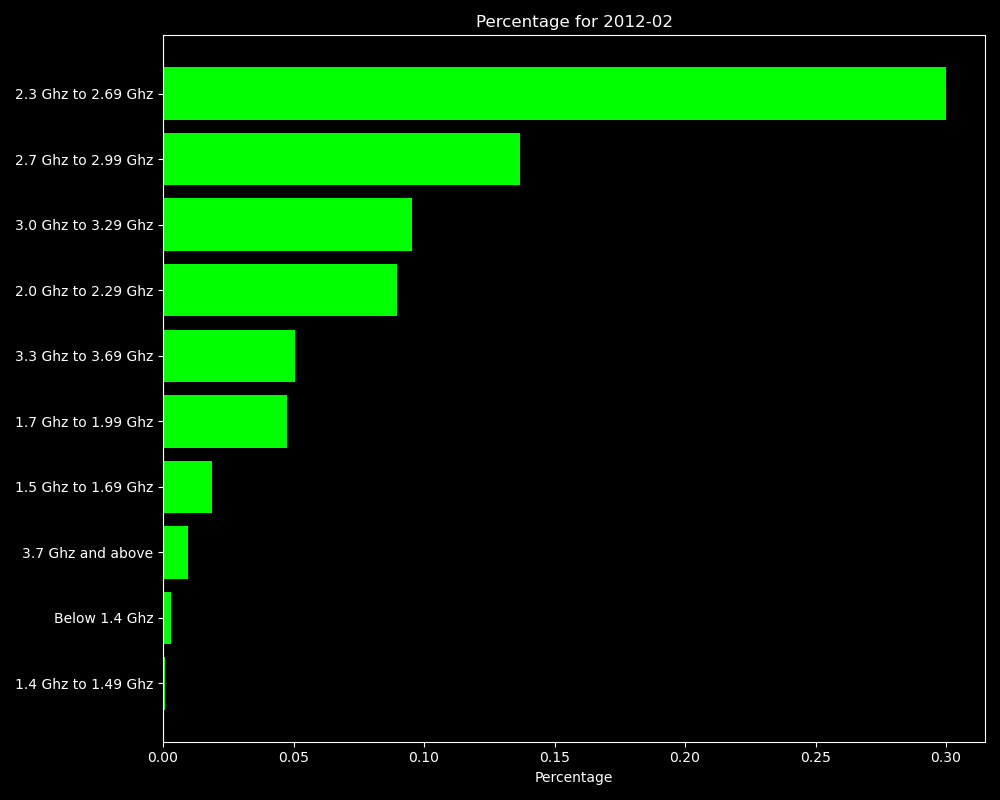 Percentage for 2012-02
2.3 Ghz to 2.69 Ghz
2.7 Ghz to 2.99 Ghz
3.0 Ghz to 3.29 Ghz
2.0 Ghz to 2.29 Ghz
3.3 Ghz to 3.69 Ghz
1.7 Ghz to 1.99 Ghz
1.5 Ghz to 1.69 Ghz
3.7 Ghz and above
Below 1.4 Ghz
1.4 Ghz to 1.49 Ghz
0.00 0.05 0.10 0.15 0.20 0.25 0.30
Percentage